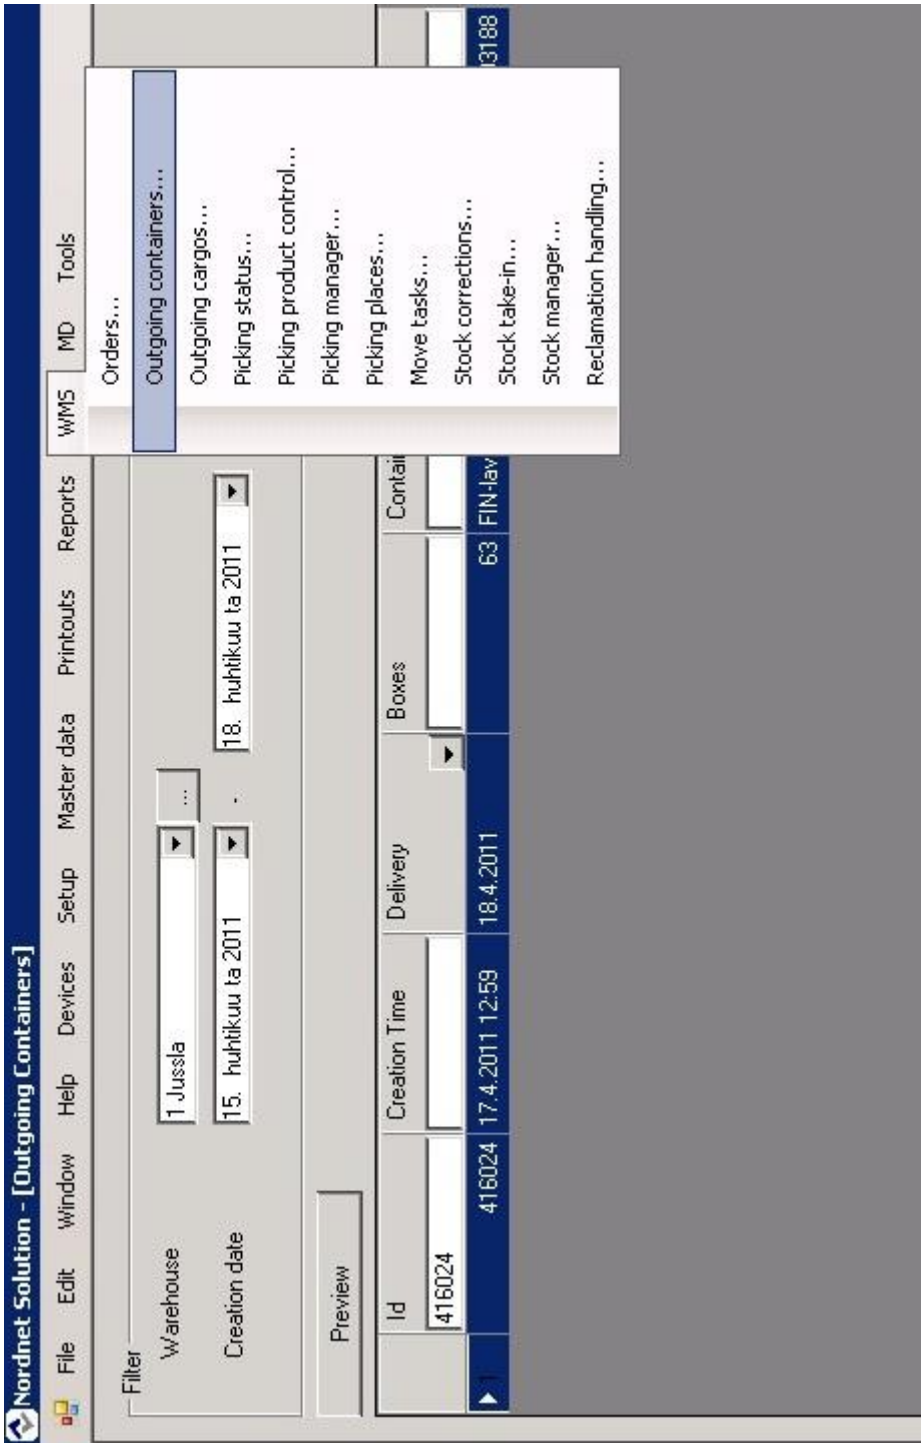 Nordnet Solution - [Outgoing Containers]
File Edit Window Help Devices Setup Master data Printouts Reports WMS MD Tools
Orders...
Outgoing containers...
Outgoing cargos...
Picking status...
Picking product control...
Picking manager...
Picking places...
Move tasks...
Stock corrections...
Stock take-in...
Stock manager...
Reclamation handling...
Filter
Warehouse 1 Jussla ...
Creation date 15. huhtikuu ta 2011 - 18. huhtikuu ta 2011
Preview
Id Creation Time Delivery Boxes Contai
416024
1 416024 17.4.2011 12:59 18.4.2011 63 FIN-lav 03188